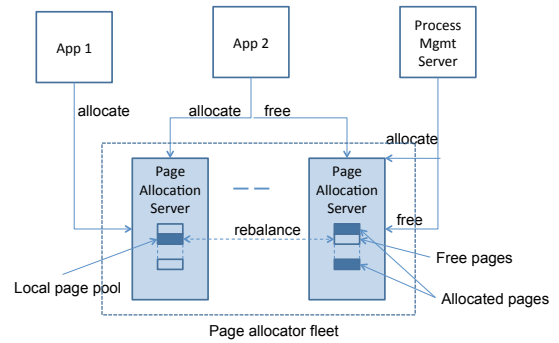 App 1
App 2
Process
Mgmt
Server
allocate
allocate
free
allocate
Page
Allocation
Server
Page
Allocation
Server
free
rebalance
Free pages
Local page pool
Allocated pages
Page allocator fleet